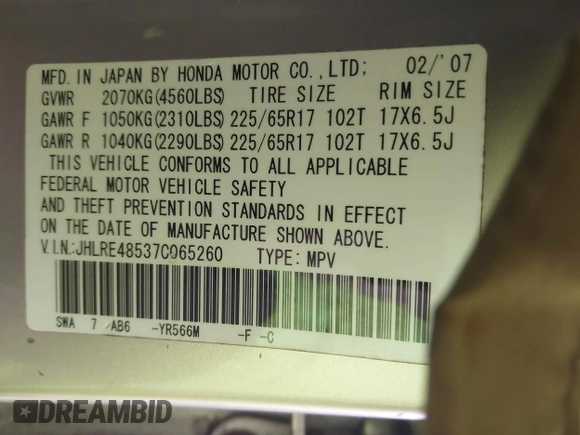 MFD. IN JAPAN BY HONDA MOTOR CO., LTD; 02/'07
GVWR 2070KG(4560LBS) TIRE SIZE RIM SIZE
GAWR F 1050KG(2310LBS) 225/65R17 102T 17X6.5J
GAWR R 1040KG(2290LBS) 225/65R17 102T 17X6.5J
THIS VEHICLE CONFORMS TO ALL APPLICABLE
FEDERAL MOTOR VEHICLE SAFETY
AND THEFT PREVENTION STANDARDS IN EFFECT
ON THE DATE OF MANUFACTURE SHOWN ABOVE.
V.I.N.:JHLRE48537C065260 TYPE: MPV
SWA 7 AB6 -YR566M -F -C
DREAMBID